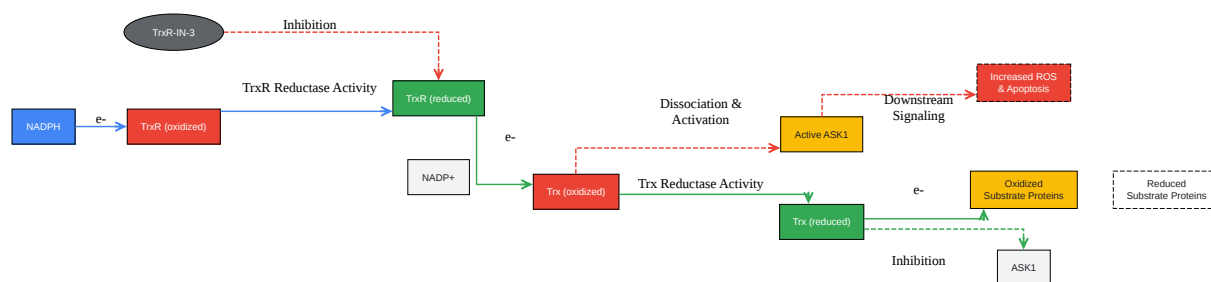 TrxR-IN-3
Inhibition
TrxR Reductase Activity
NADPH
e-
TrxR (oxidized)
TrxR (reduced)
NADP+
e-
Trx (oxidized)
Dissociation &
Activation
Active ASK1
Downstream
Signaling
Increased ROS
& Apoptosis
Trx Reductase Activity
Trx (reduced)
e-
Oxidized
Substrate Proteins
Reduced
Substrate Proteins
Inhibition
ASK1